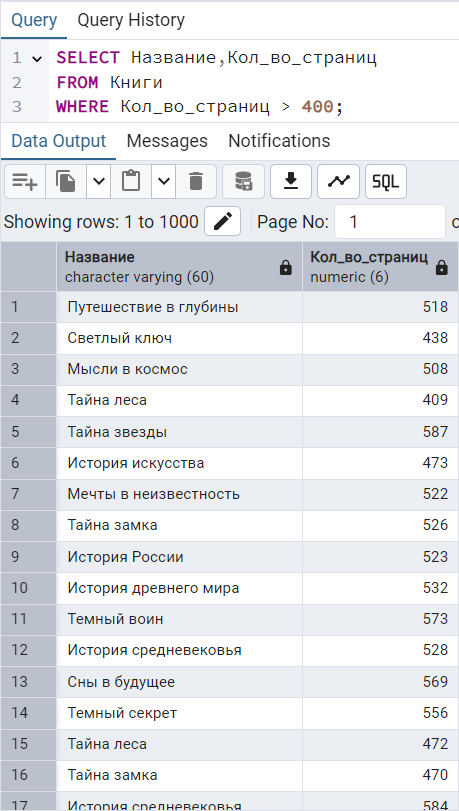 Query Query History
1 SELECT Название,Кол_во_страниц
2 FROM Книги
3 WHERE Кол_во_страниц > 400;
Data Output Messages Notifications
SQL
Showing rows: 1 to 1000 Page No: 1
Название Кол_во_страниц
character varying (60) numeric (6)
1 Путешествие в глубины 518
2 Светлый ключ 438
3 Мысли в космос 508
4 Тайна леса 409
5 Тайна звезды 587
6 История искусства 473
7 Мечты в неизвестность 522
8 Тайна замка 526
9 История России 523
10 История древнего мира 532
11 Темный воин 573
12 История средневековья 528
13 Сны в будущее 569
14 Темный секрет 556
15 Тайна леса 472
16 Тайна замка 470
17 История средневековья 584